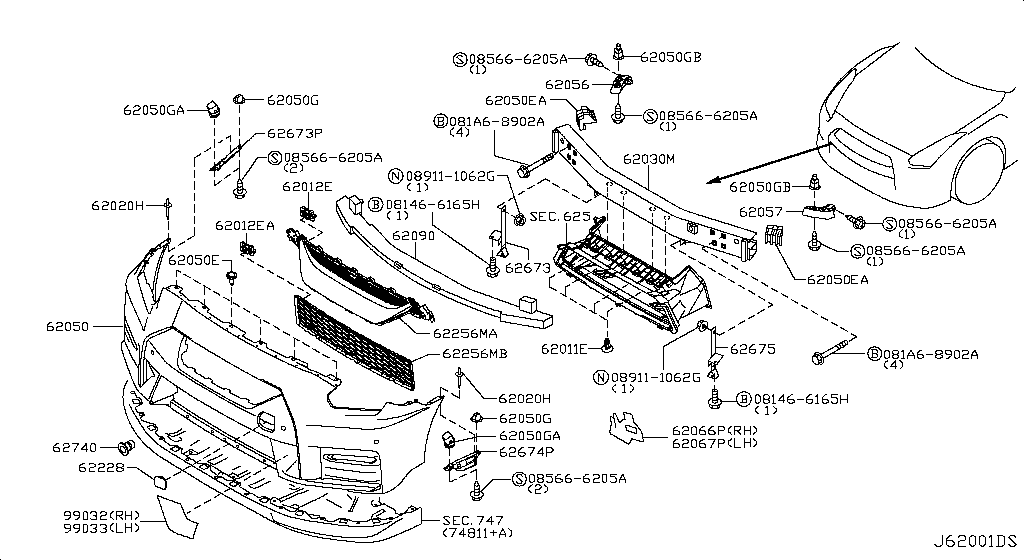 S08566-6205A
(1)
62050GB
62056
62050EA
S08566-6205A
(1)
B081A6-8902A
(4)
62030M
62050GA
62050G
62673P
S08566-6205A
(2)
62012E
N08911-1062G
(1)
B08146-6165H
(1)
62020H
62012EA
62050E
62090
SEC.625
62673
62050GB
62057
S08566-6205A
(1)
S08566-6205A
(1)
62050EA
62050
62256MA
62256MB
62011E
62675
B081A6-8902A
(4)
N08911-1062G
(1)
B08146-6165H
(1)
62020H
62050G
62050GA
62674P
S08566-6205A
(2)
62066P(RH)
62067P(LH)
62740
62228
99032(RH)
99033(LH)
SEC.747
(74811+A)
J62001DS